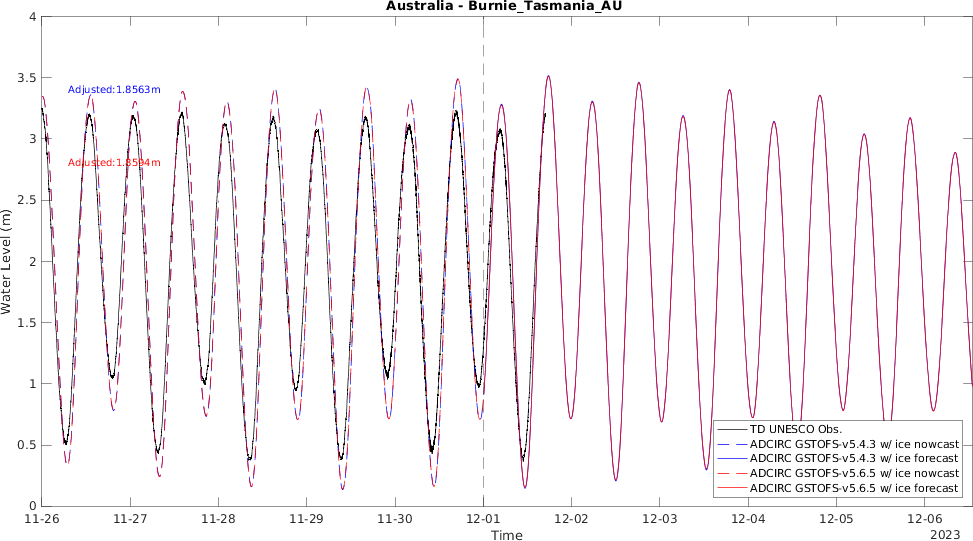 Australia - Burnie_Tasmania_AU
4
3.5
3
2.5
2
1.5
1
0.5
0
Water Level (m)
Adjusted:1.8563m
Adjusted:1.8594m
TD UNESCO Obs.
ADCIRC GSTOFS-v5.4.3 w/ ice nowcast
ADCIRC GSTOFS-v5.4.3 w/ ice forecast
ADCIRC GSTOFS-v5.6.5 w/ ice nowcast
ADCIRC GSTOFS-v5.6.5 w/ ice forecast
11-26 11-27 11-28 11-29 11-30 12-01 12-02 12-03 12-04 12-05 12-06
Time
2023